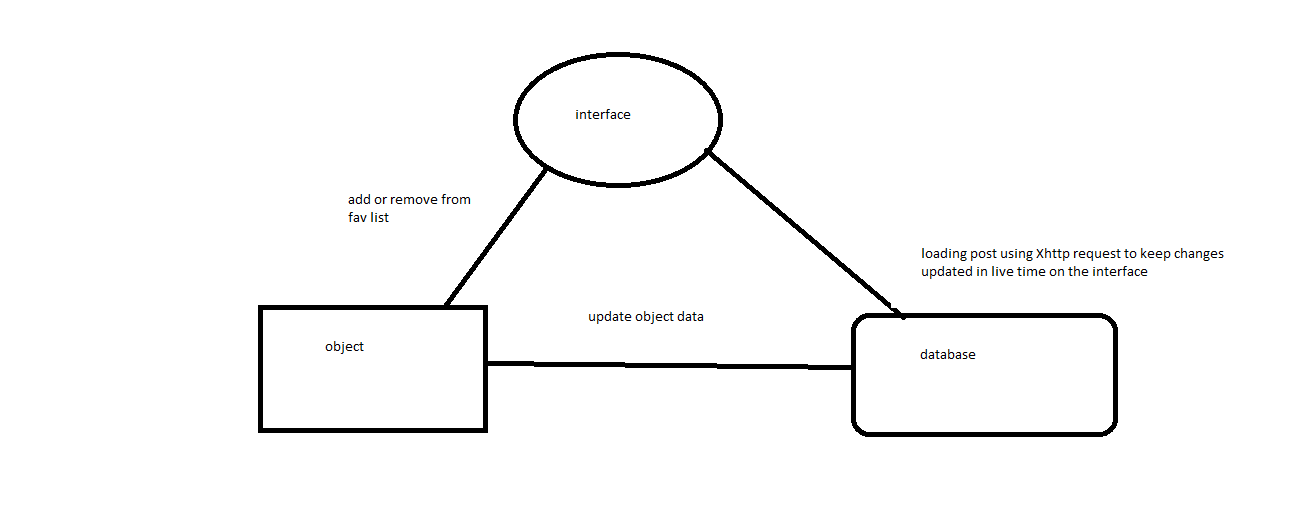 interface
add or remove from
fav list
loading post using Xhttp request to keep changes
updated in live time on the interface
update object data
object
database